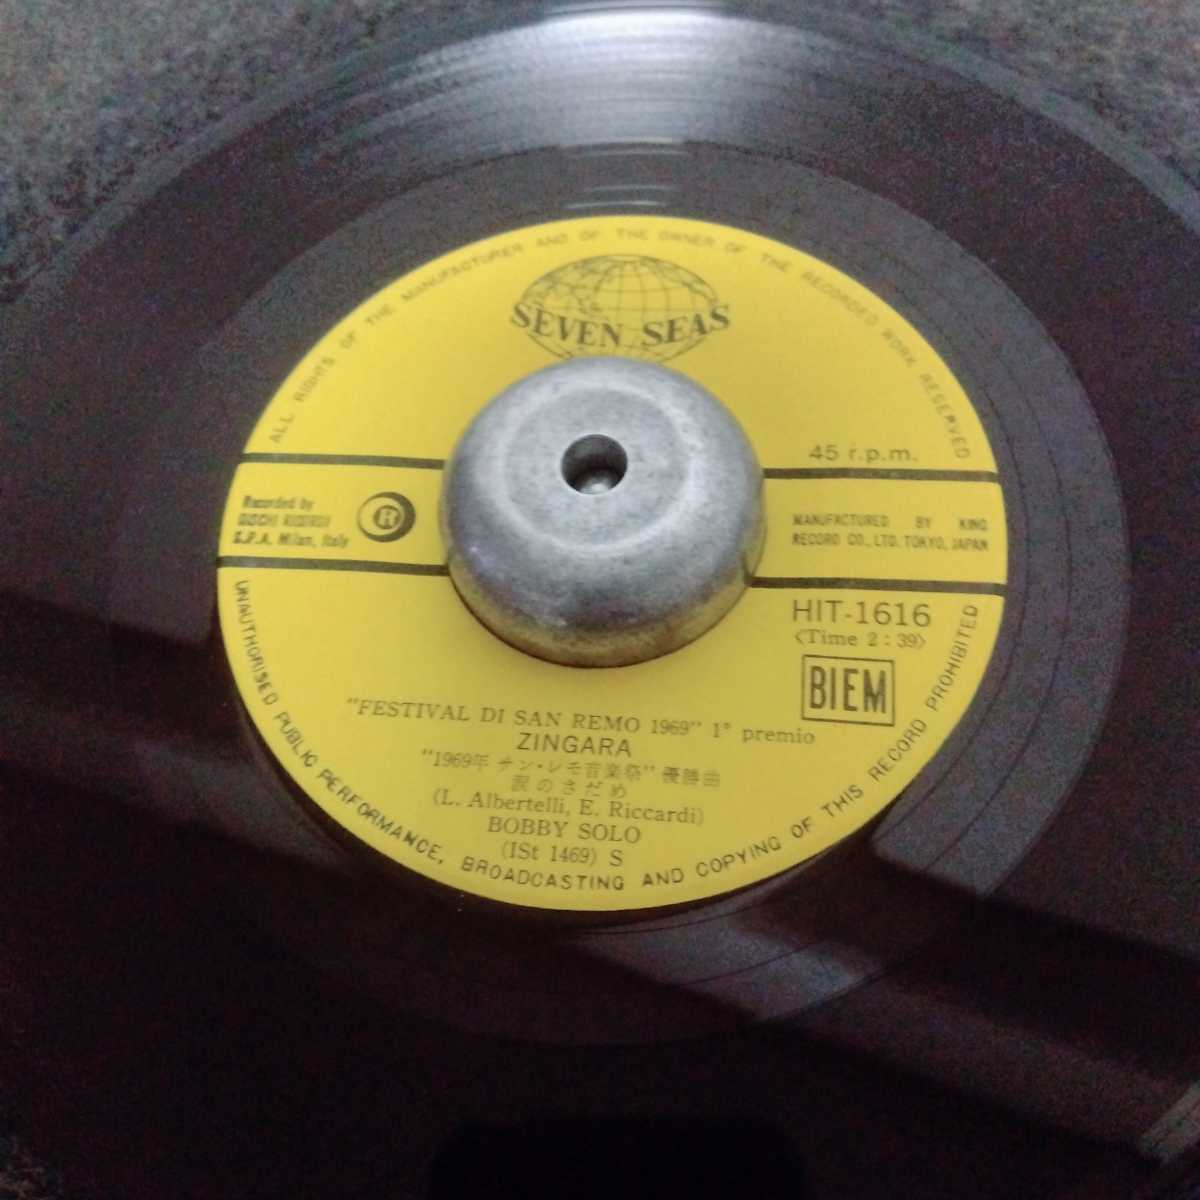 ALL RIGHTS OF THE MANUFACTURER AND OF THE OWNER OF THE RECORDED WORK RESERVED
SEVEN SEAS
45 r.p.m.
Recorded by
DISCHI RICORDI
S.P.A. Milan, Italy
R
MANUFACTURED BY KING
RECORD CO., LTD. TOKYO, JAPAN
HIT-1616
〈Time 2:39〉
BIEM
"FESTIVAL DI SAN REMO 1969" 1° premio
ZINGARA
"1969年 サン・レモ音楽祭" 優勝曲
涙のさだめ
(L. Albertelli, E. Riccardi)
BOBBY SOLO
(ISt 1469) S
UNAUTHORISED PUBLIC PERFORMANCE, BROADCASTING AND COPYING OF THIS RECORD PROHIBITED